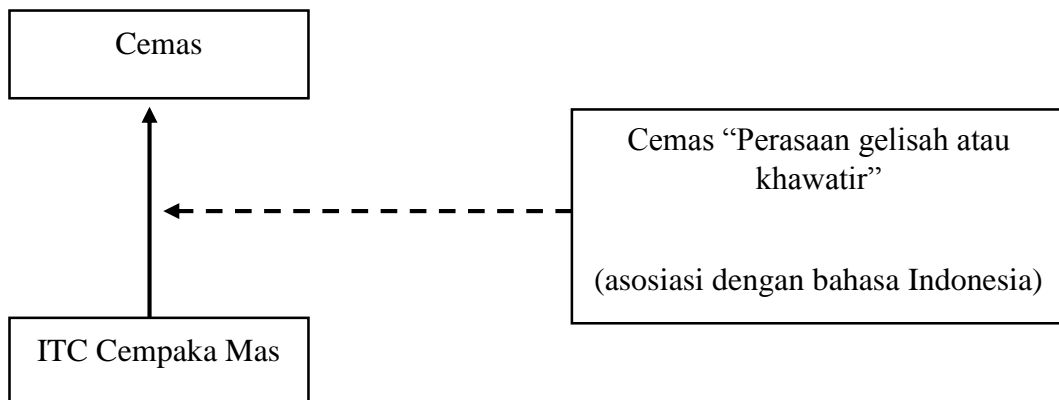 Cemas
Cemas “Perasaan gelisah atau
khawatir”
(asosiasi dengan bahasa Indonesia)
ITC Cempaka Mas